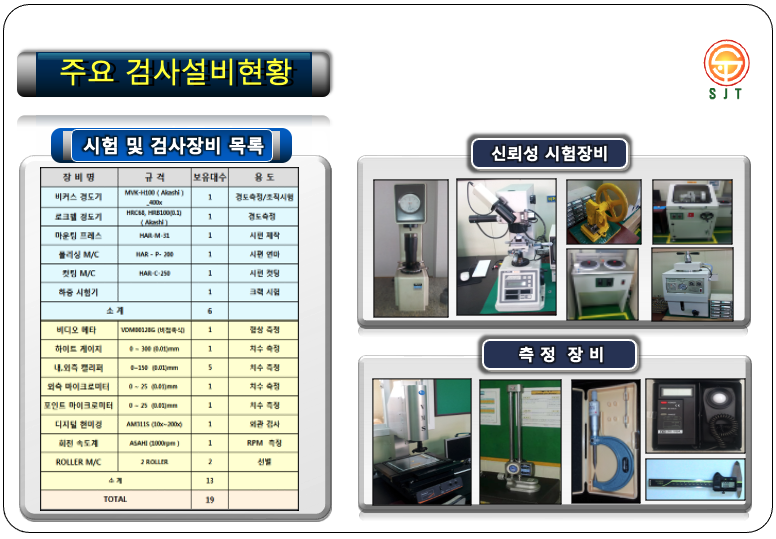 주요 검사설비현황
SJT
시험 및 검사장비 목록
장 비 명 규 격 보유대수 용 도
비커스 경도기 MVK-H100 ( Akashi ) _400x 1 경도측정/조직시험
로크웰 경도기 HRC60, HRB100(0.1) ( Akashi ) 1 경도측정
마운팅 프레스 HAR-M-31 1 시편 제작
폴리싱 M/C HAR - P- 200 1 시편 연마
컷팅 M/C HAR-C-250 1 시편 컷팅
하중 시험기 1 크랙 시험
소 계 6
비디오 메타 VDM80120G (비접촉식) 1 형상 측정
하이트 게이지 0 ~ 300 (0.01)mm 1 치수 측정
내.외측 캘리퍼 0~150 (0.01)mm 5 치수 측정
외측 마이크로미터 0 ~ 25 (0.01)mm 1 치수 측정
포인트 마이크로미터 0 ~ 25 (0.01)mm 1 치수 측정
디지털 현미경 AM311S (10x~200x) 1 외관 검사
회전 속도계 ASAHI (1000rpm ) 1 RPM 측정
ROLLER M/C 2 ROLLER 2 선별
소 계 13
TOTAL 19
신뢰성 시험장비
측 정 장 비